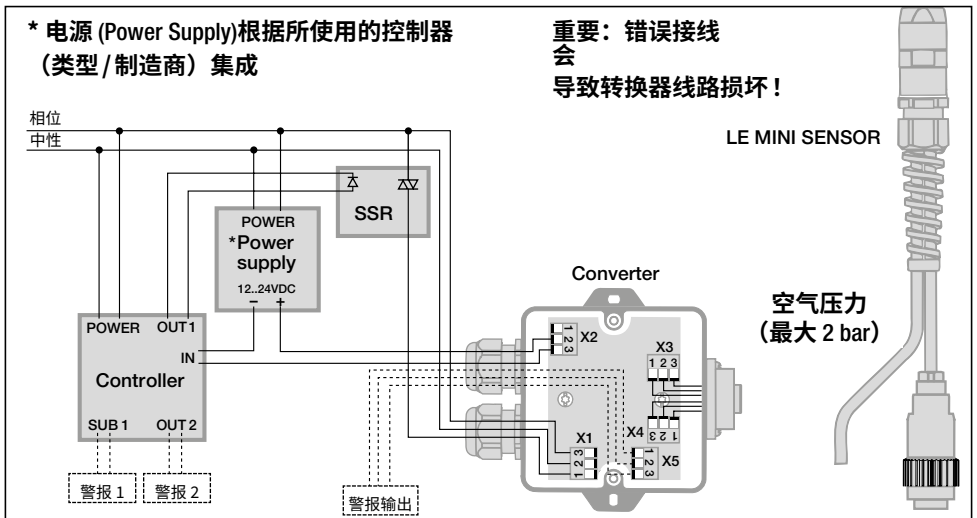 * 电源 (Power Supply)根据所使用的控制器
（类型 / 制造商）集成
重要：错误接线
会
导致转换器线路损坏！
相位
中性
LE MINI SENSOR
SSR
POWER
*Power
supply
12..24VDC
– +
Converter
空气压力
（最大 2 bar）
POWER OUT1
IN
Controller
SUB 1 OUT2
警报 1 警报 2
警报输出
1
2
3
X2
X3
1 2 3
X4
3 2 1
X1
3
2
1
X5
1
2
3